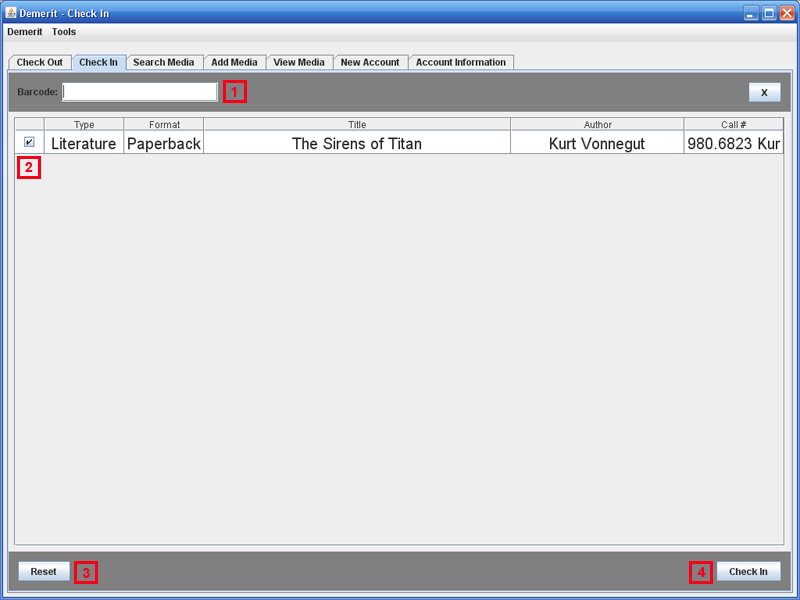 Demerit - Check In
Demerit Tools
Check Out Check In Search Media Add Media View Media New Account Account Information
Barcode: 1 X
Type Format Title Author Call #
Literature Paperback The Sirens of Titan Kurt Vonnegut 980.6823 Kur
2
Reset 3 4 Check In